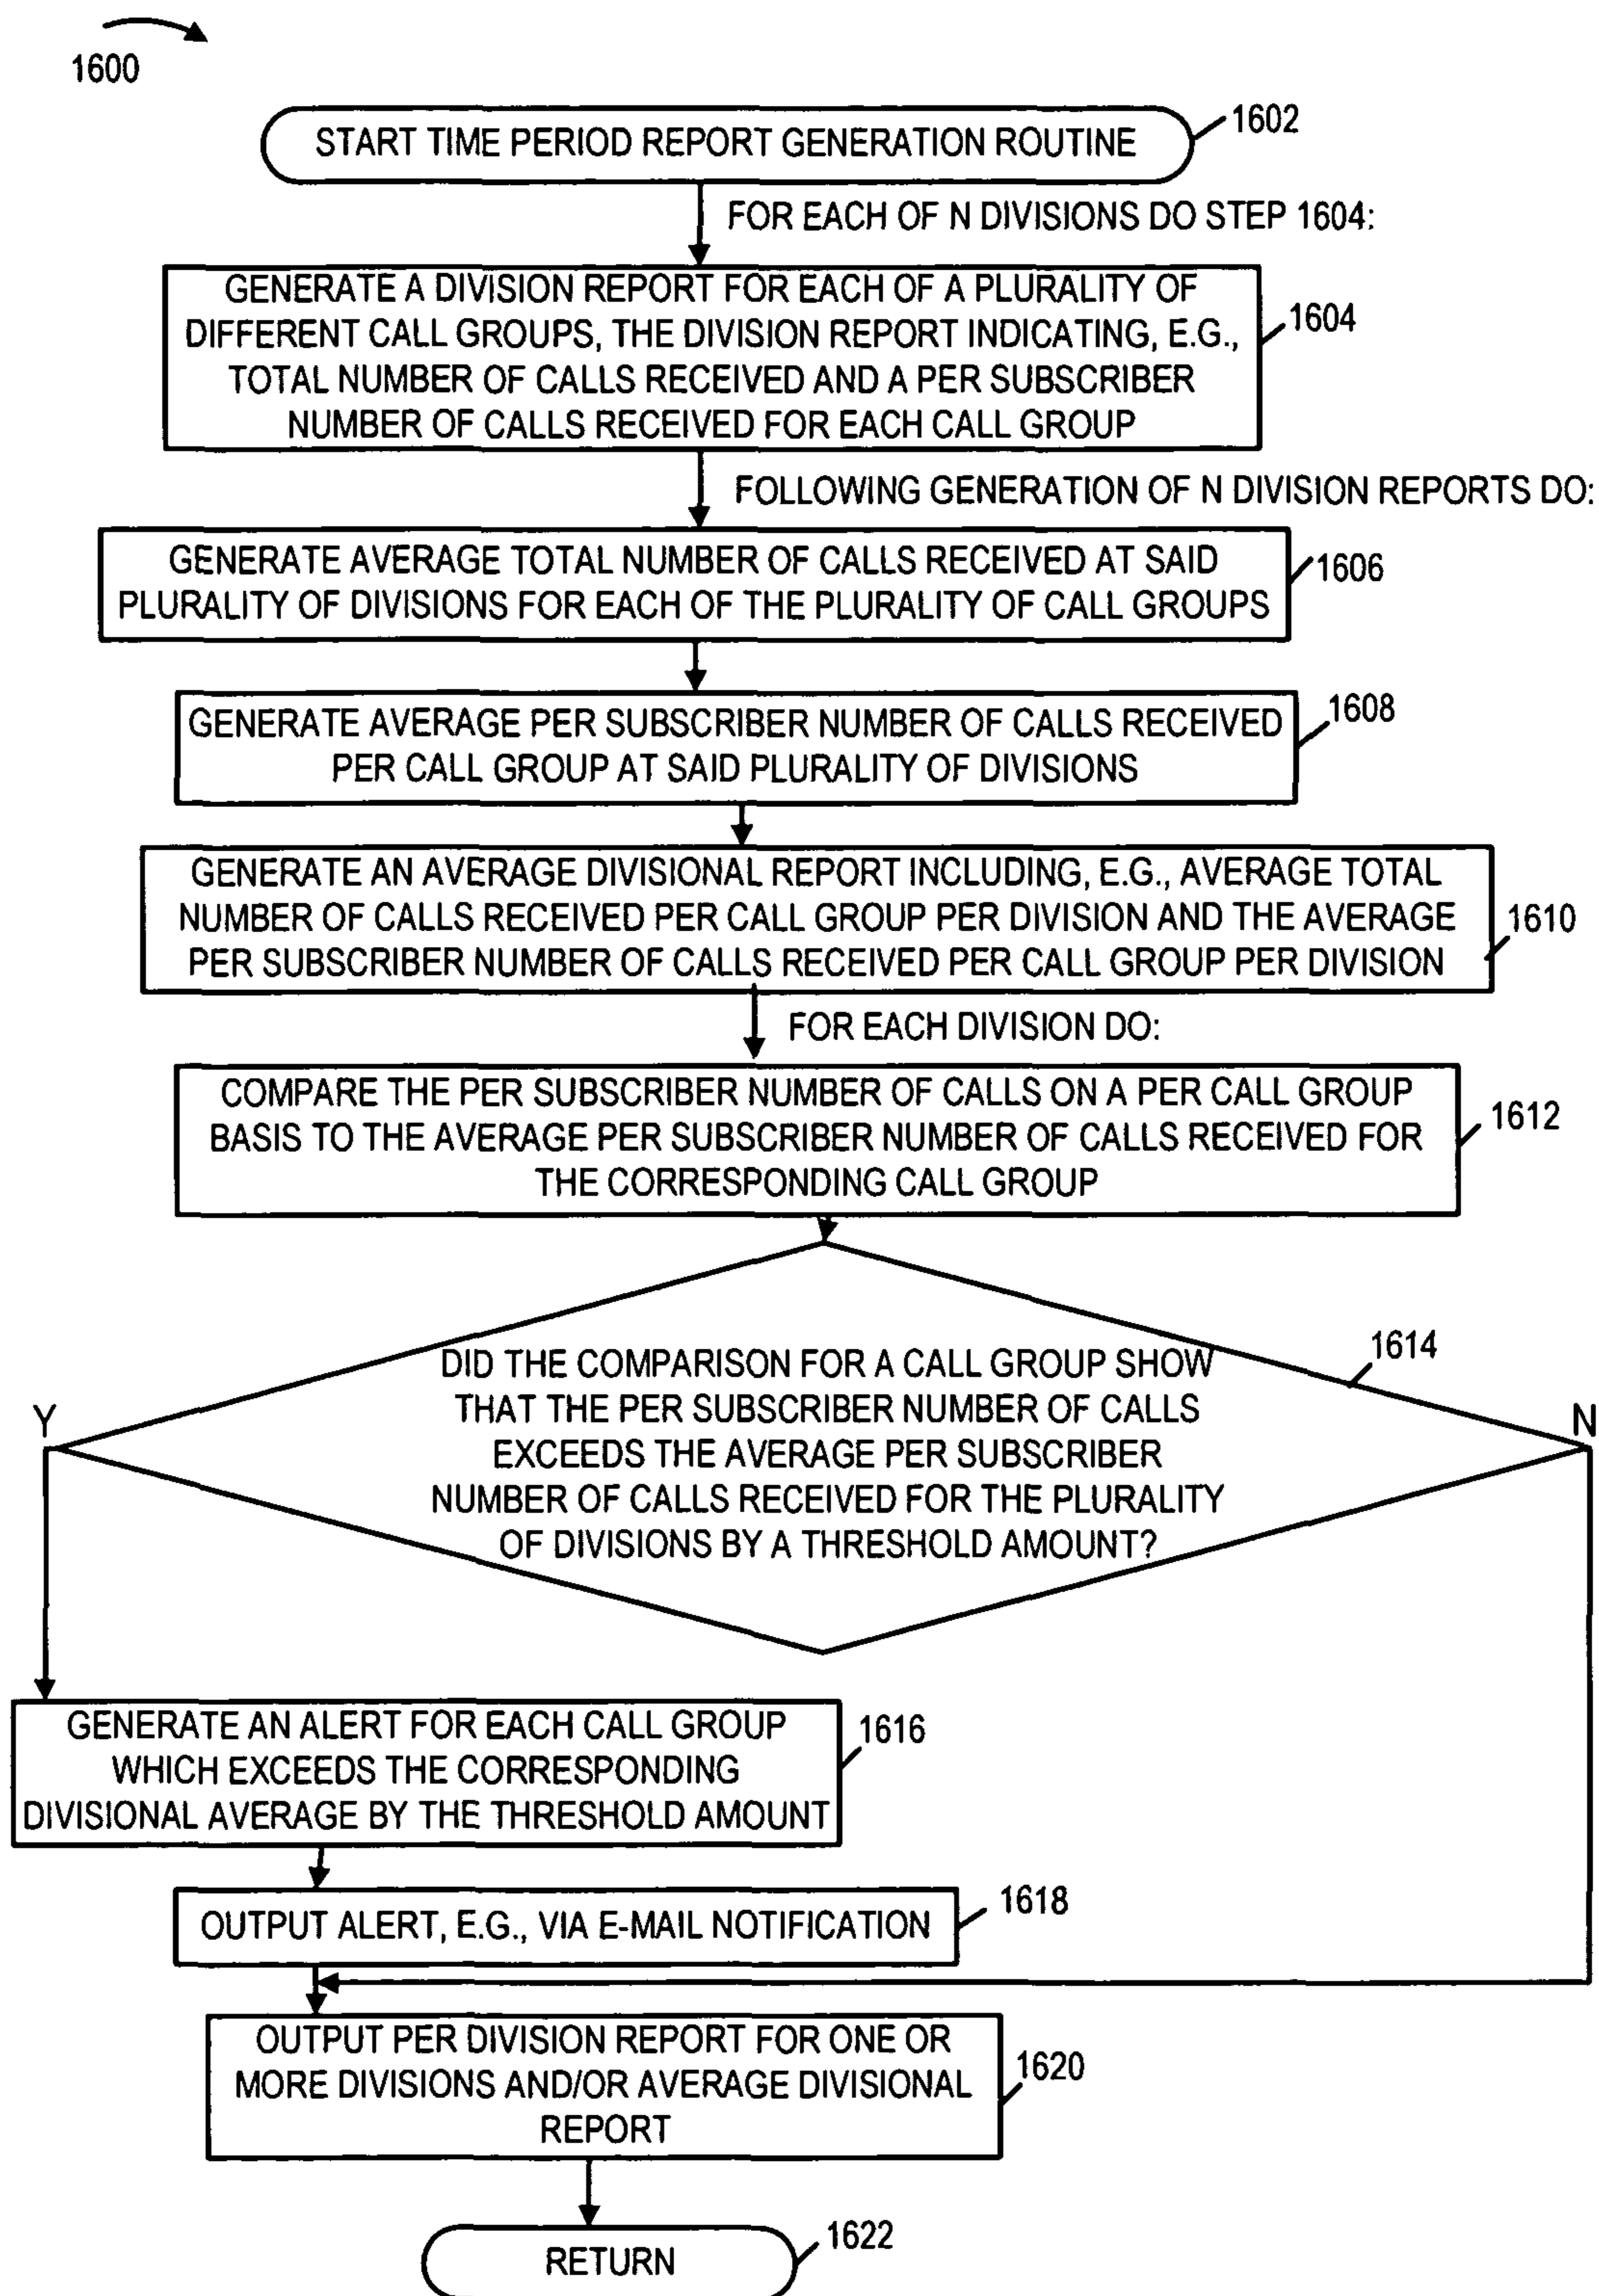 1600
START TIME PERIOD REPORT GENERATION ROUTINE
1602
FOR EACH OF N DIVISIONS DO STEP 1604:
GENERATE A DIVISION REPORT FOR EACH OF A PLURALITY OF
DIFFERENT CALL GROUPS, THE DIVISION REPORT INDICATING, E.G.,
TOTAL NUMBER OF CALLS RECEIVED AND A PER SUBSCRIBER
NUMBER OF CALLS RECEIVED FOR EACH CALL GROUP
1604
FOLLOWING GENERATION OF N DIVISION REPORTS DO:
GENERATE AVERAGE TOTAL NUMBER OF CALLS RECEIVED AT SAID
PLURALITY OF DIVISIONS FOR EACH OF THE PLURALITY OF CALL GROUPS
1606
GENERATE AVERAGE PER SUBSCRIBER NUMBER OF CALLS RECEIVED
PER CALL GROUP AT SAID PLURALITY OF DIVISIONS
1608
GENERATE AN AVERAGE DIVISIONAL REPORT INCLUDING, E.G., AVERAGE TOTAL
NUMBER OF CALLS RECEIVED PER CALL GROUP PER DIVISION AND THE AVERAGE
PER SUBSCRIBER NUMBER OF CALLS RECEIVED PER CALL GROUP PER DIVISION
1610
FOR EACH DIVISION DO:
COMPARE THE PER SUBSCRIBER NUMBER OF CALLS ON A PER CALL GROUP
BASIS TO THE AVERAGE PER SUBSCRIBER NUMBER OF CALLS RECEIVED FOR
THE CORRESPONDING CALL GROUP
1612
DID THE COMPARISON FOR A CALL GROUP SHOW
THAT THE PER SUBSCRIBER NUMBER OF CALLS
EXCEEDS THE AVERAGE PER SUBSCRIBER
NUMBER OF CALLS RECEIVED FOR THE PLURALITY
OF DIVISIONS BY A THRESHOLD AMOUNT?
1614
Y
N
GENERATE AN ALERT FOR EACH CALL GROUP
WHICH EXCEEDS THE CORRESPONDING
DIVISIONAL AVERAGE BY THE THRESHOLD AMOUNT
1616
OUTPUT ALERT, E.G., VIA E-MAIL NOTIFICATION
1618
OUTPUT PER DIVISION REPORT FOR ONE OR
MORE DIVISIONS AND/OR AVERAGE DIVISIONAL
REPORT
1620
RETURN
1622